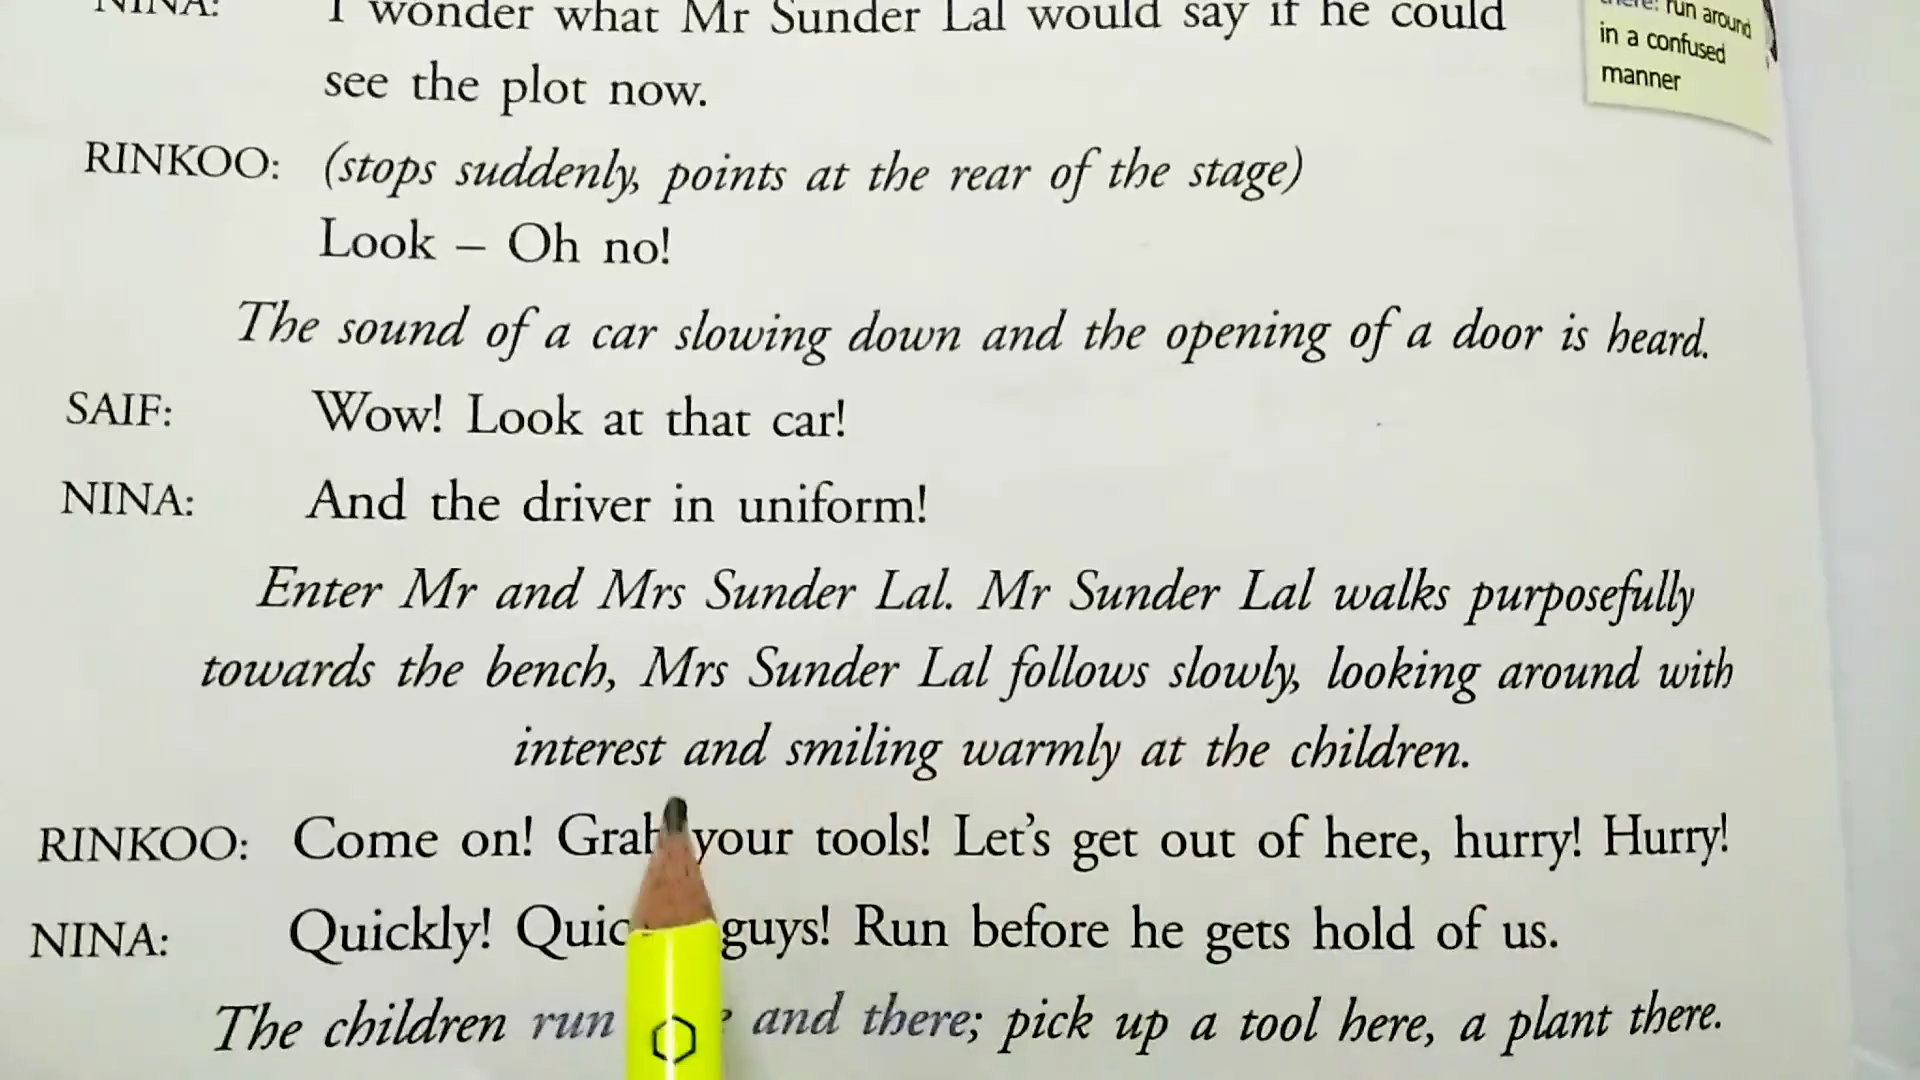 NINA: I wonder what Mr Sunder Lal would say if he could
see the plot now.
there: run around
in a confused
manner
RINKOO: (stops suddenly, points at the rear of the stage)
Look – Oh no!
The sound of a car slowing down and the opening of a door is heard.
SAIF: Wow! Look at that car!
NINA: And the driver in uniform!
Enter Mr and Mrs Sunder Lal. Mr Sunder Lal walks purposefully
towards the bench, Mrs Sunder Lal follows slowly, looking around with
interest and smiling warmly at the children.
RINKOO: Come on! Grab your tools! Let's get out of here, hurry! Hurry!
NINA: Quickly! guys! Run before he gets hold of us.
The children run and there; pick up a tool here, a plant there.